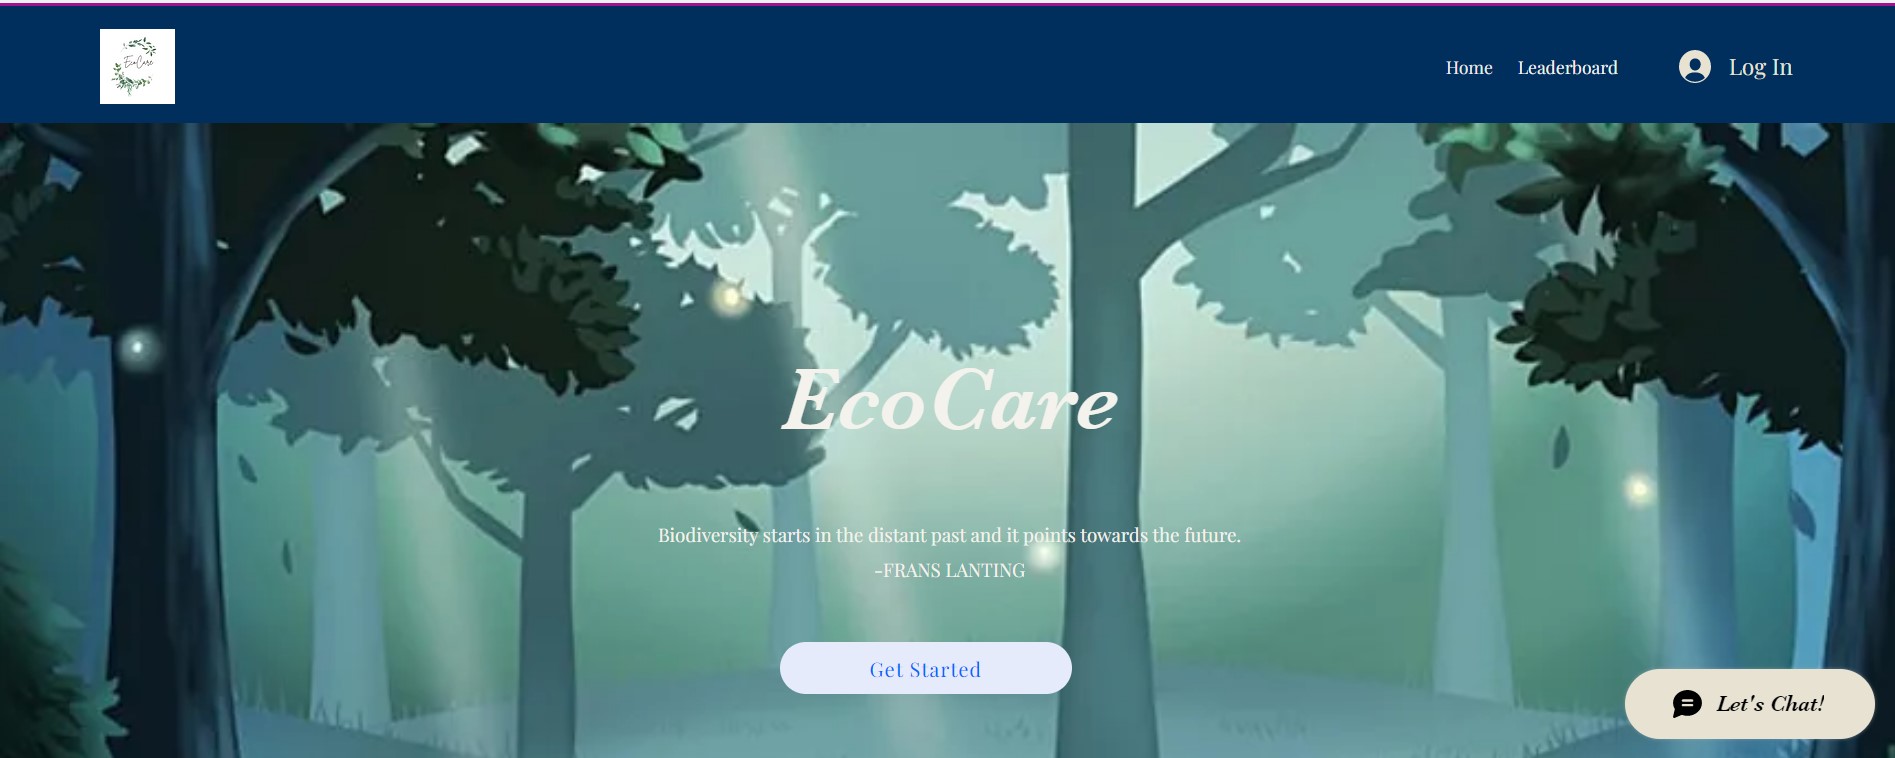 EcoCare
Home
Leaderboard
Log In
EcoCare
Biodiversity starts in the distant past and it points towards the future.
-FRANS LANTING
Get Started
Let's Chat!